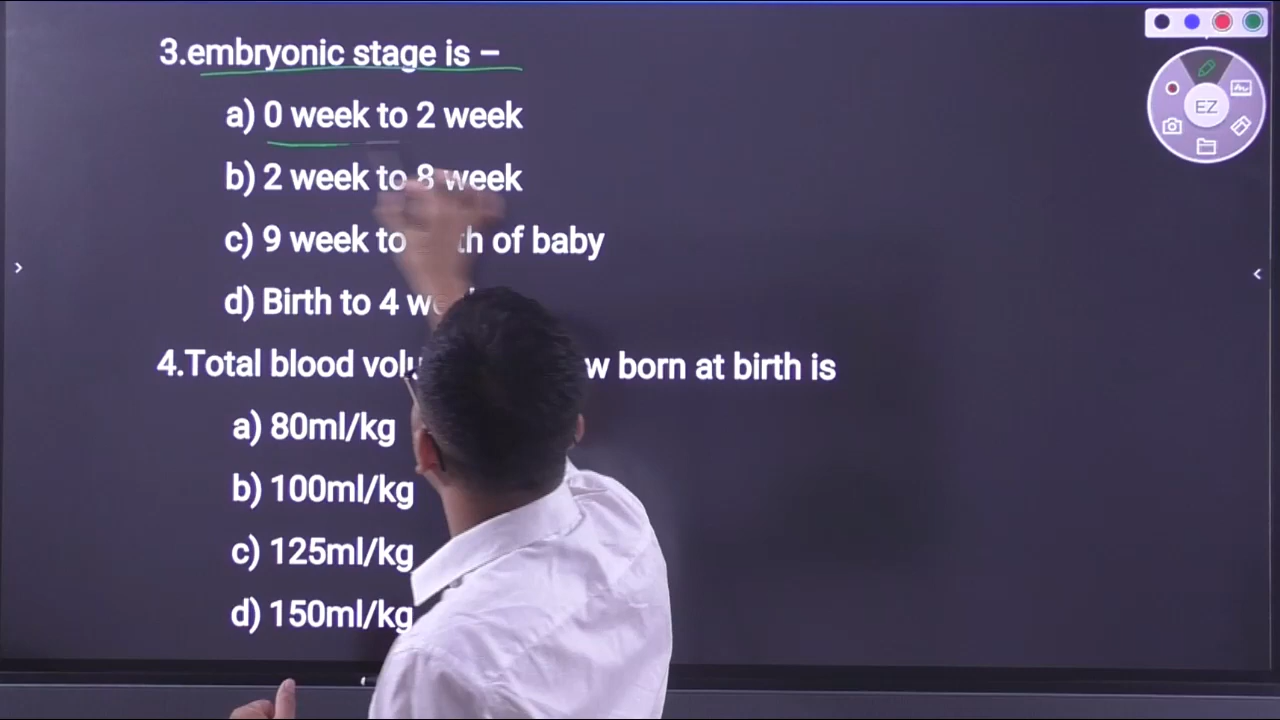 3.embryonic stage is –
a) 0 week to 2 week
b) 2 week to 8 week
c) 9 week to of baby
d) Birth to 4
4.Total blood born at birth is
a) 80ml/kg
b) 100ml/kg
c) 125ml/kg
d) 150ml/kg
EZ